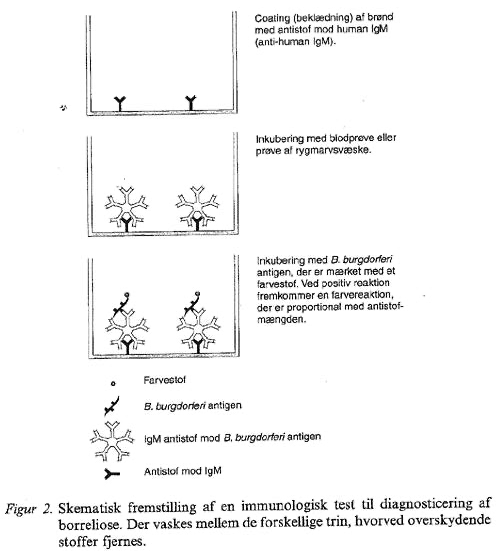 Coating (beklædning) af brønd
med antistof mod human IgM
(anti-human IgM).
Inkubering med blodprøve eller
prøve af rygmarvsvæske.
Inkubering med B. burgdorferi
antigen, der er mærket med et
farvestof. Ved positiv reaktion
fremkommer en farvereaktion,
der er proportional med antistof-
mængden.
Farvestof
B. burgdorferi antigen
IgM antistof mod B. burgdorferi antigen
Antistof mod IgM
Figur 2. Skematisk fremstilling af en immunologisk test til diagnosticering af
borreliose. Der vaskes mellem de forskellige trin, hvorved overskydende
stoffer fjernes.